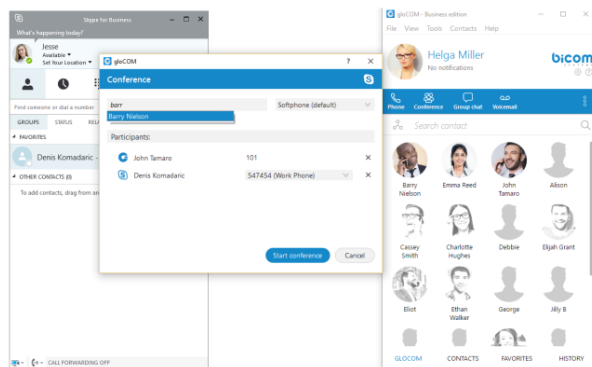 Skype for Business
What's happening today?
Jesse
Available
Set Your Location
Find someone or dial a number
GROUPS STATUS RELA
FAVORITES
Denis Komadaric -
OTHER CONTACTS (0)
To add contacts, drag from an
CALL FORWARDING OFF
gloCOM
Conference
barr
Softphone (default)
Barry Nielson
Participants:
John Tamaro 101
Denis Komadaric 547454 (Work Phone)
Start conference Cancel
gloCOM - Business edition
File View Tools Contacts Help
Helga Miller
No notifications
bicom
Phone Conference Group chat Voicemail
Search contact
Barry Nielson
Emma Reed
John Tamaro
Alison
Cassey Smith
Charlotte Hughes
Debbie
Elijah Grant
Eliot
Ethan Walker
George
Jilly B
GLOCOM CONTACTS FAVORITES HISTORY